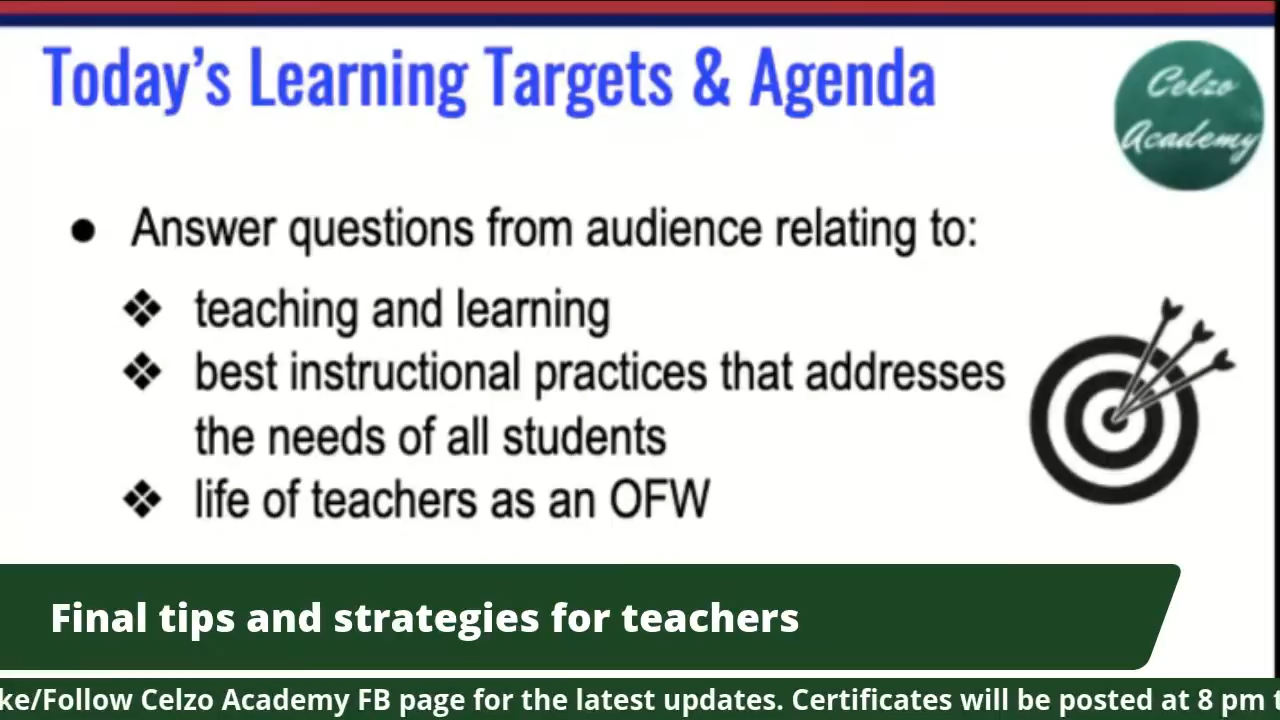 Today's Learning Targets & Agenda
Celzo
Academy
● Answer questions from audience relating to:
❖ teaching and learning
❖ best instructional practices that addresses
the needs of all students
❖ life of teachers as an OFW
Final tips and strategies for teachers
/Follow Celzo Academy FB page for the latest updates. Certificates will be posted at 8 pm